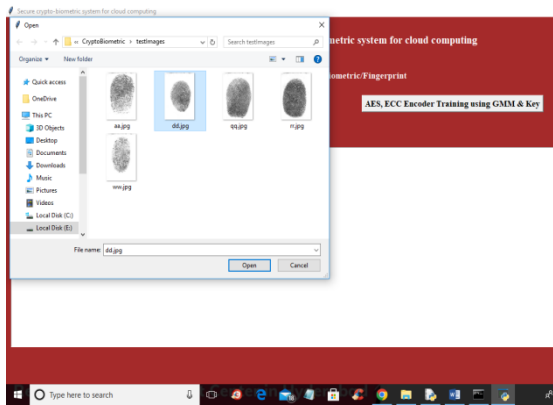 Secure crypto-biometric system for cloud computing
Open
« CryptoBiometric › testImages
Search testImages
Organize
New folder
Quick access
OneDrive
This PC
3D Objects
Desktop
Documents
Downloads
Music
Pictures
Videos
Local Disk (C:)
Local Disk (E:)
aa.jpg
dd.jpg
qq.jpg
rr.jpg
ww.jpg
File name:
dd.jpg
Open
Cancel
metric system for cloud computing
ometric/Fingerprint
AES, ECC Encoder Training using GMM & Key
Type here to search